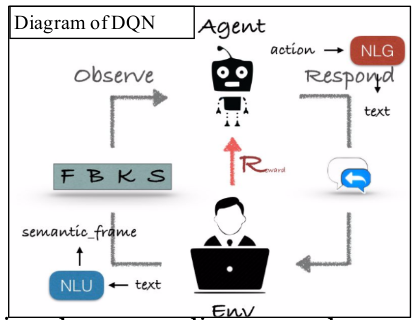 Diagram of DQN
Agent
action
NLG
Observe
Respond
text
F B K S
Reward
semantic_frame
NLU
text
Env